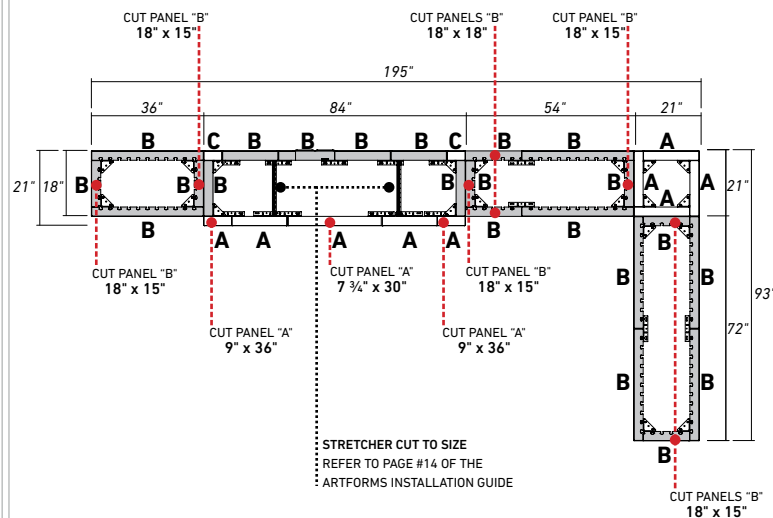 CUT PANEL “B”
18" x 15"
CUT PANELS “B”
18" x 18"
CUT PANEL “B”
18" x 15"
195"
36"
84"
54"
21"
B
C
B
B
B
B
C
B
B
A
21"
18"
B
B
B
B
B
B
A
A
A
21"
B
A
A
A
A
A
B
B
B
CUT PANEL “B”
18" x 15"
CUT PANEL “A”
7 ¾" x 30"
CUT PANEL “B”
18" x 15"
B
B
93"
72"
CUT PANEL “A”
9" x 36"
CUT PANEL “A”
9" x 36"
B
B
B
STRETCHER CUT TO SIZE
REFER TO PAGE #14 OF THE
ARTFORMS INSTALLATION GUIDE
CUT PANELS “B”
18" x 15"